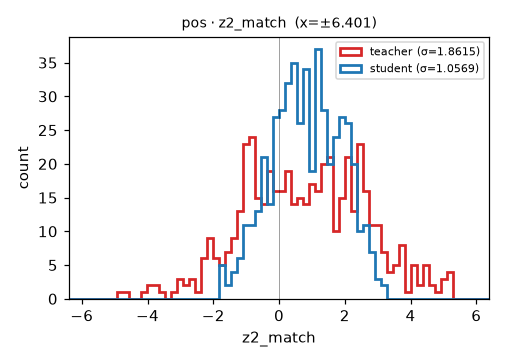 pos · z2_match  (x=±6.401)
teacher (σ=1.8615)
student (σ=1.0569)
count
35
30
25
20
15
10
5
0
−6 −4 −2 0 2 4 6
z2_match